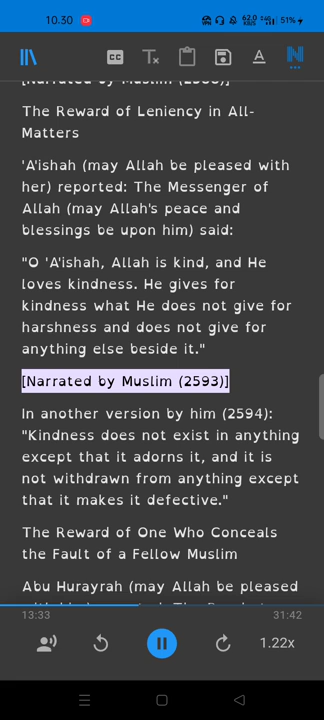 10.30
62.0
KB/S
51%
CC
T×
A
N
[Narrated by Muslim (2588)]
The Reward of Leniency in All-
Matters
'A'ishah (may Allah be pleased with
her) reported: The Messenger of
Allah (may Allah's peace and
blessings be upon him) said:
"O 'A'ishah, Allah is kind, and He
loves kindness. He gives for
kindness what He does not give for
harshness and does not give for
anything else beside it."
[Narrated by Muslim (2593)]
In another version by him (2594):
"Kindness does not exist in anything
except that it adorns it, and it is
not withdrawn from anything except
that it makes it defective."
The Reward of One Who Conceals
the Fault of a Fellow Muslim
Abu Hurayrah (may Allah be pleased
13:33
31:42
1.22x